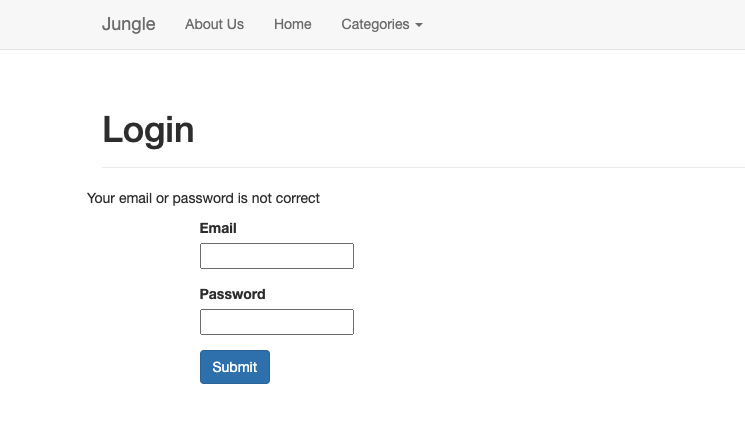 Jungle About Us Home Categories
Login
Your email or password is not correct
Email
Password
Submit